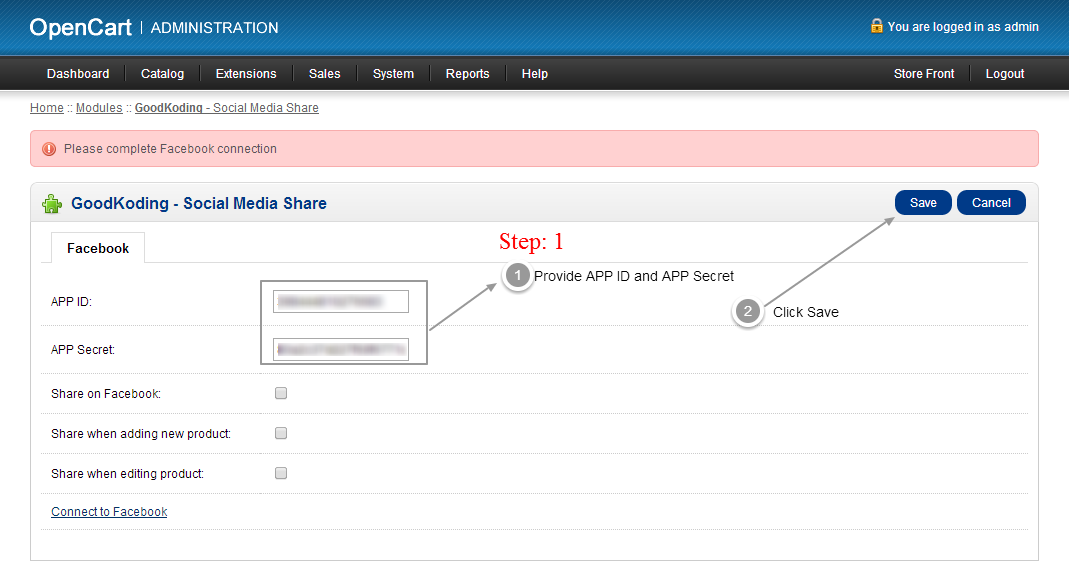 OpenCart | ADMINISTRATION
You are logged in as admin
Dashboard Catalog Extensions Sales System Reports Help Store Front Logout
Home :: Modules :: GoodKoding - Social Media Share
Please complete Facebook connection
GoodKoding - Social Media Share
Save Cancel
Facebook
Step: 1
1 Provide APP ID and APP Secret
APP ID:
2 Click Save
APP Secret:
Share on Facebook:
Share when adding new product:
Share when editing product:
Connect to Facebook